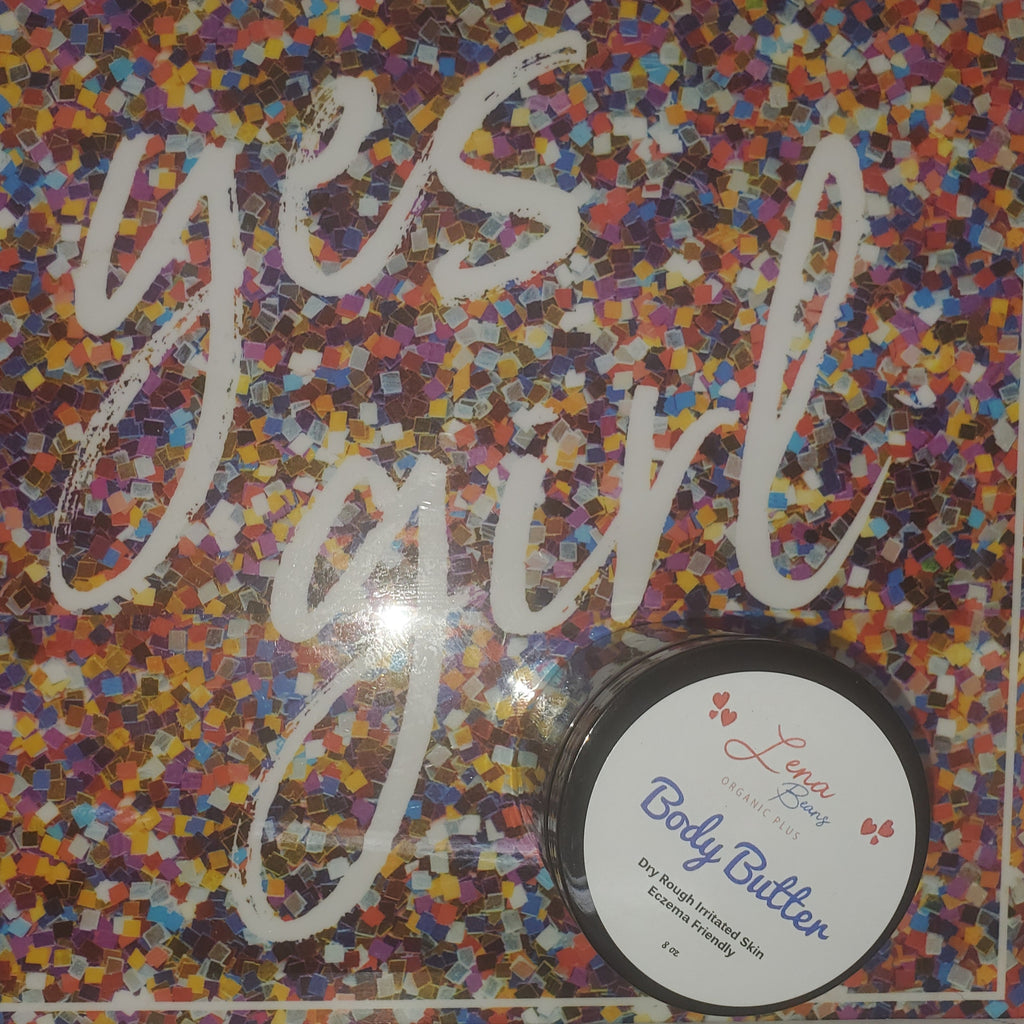 yes
girl
Lena
Beans
ORGANIC PLUS
Body Butter
Dry Rough Irritated Skin
Eczema Friendly
8 oz